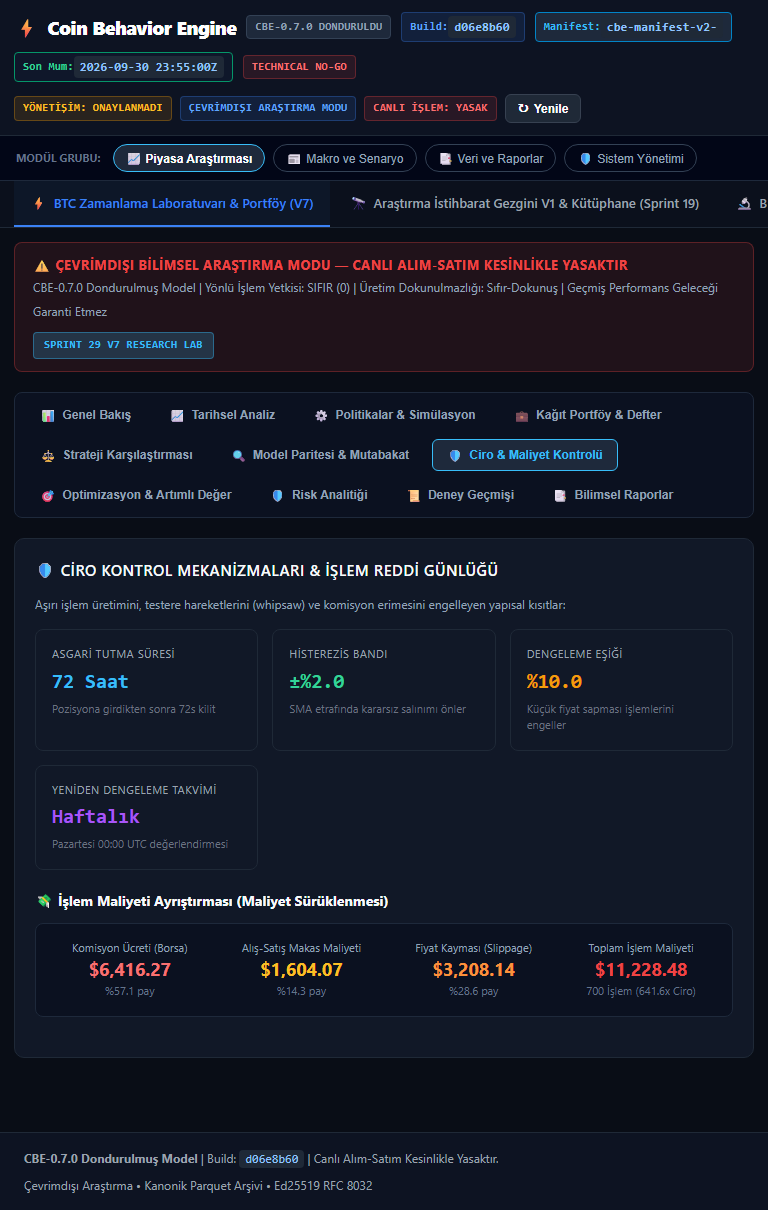 Coin Behavior Engine CBE-0.7.0 DONDURULDU Build: d06e8b60 Manifest: cbe-manifest-v2-
Son Mum: 2026-09-30 23:55:00Z TECHNICAL NO-GO
YÖNETİŞİM: ONAYLANMADI ÇEVRİMDIŞI ARAŞTIRMA MODU CANLI İŞLEM: YASAK ↻ Yenile
MODÜL GRUBU: Piyasa Araştırması Makro ve Senaryo Veri ve Raporlar Sistem Yönetimi
BTC Zamanlama Laboratuvarı & Portföy (V7) Araştırma İstihbarat Gezgini V1 & Kütüphane (Sprint 19) B
ÇEVRİMDIŞI BİLİMSEL ARAŞTIRMA MODU — CANLI ALIM-SATIM KESİNLİKLE YASAKTIR
CBE-0.7.0 Dondurulmuş Model | Yönlü İşlem Yetkisi: SIFIR (0) | Üretim Dokunulmazlığı: Sıfır-Dokunuş | Geçmiş Performans Geleceği
Garanti Etmez
SPRINT 29 V7 RESEARCH LAB
Genel Bakış Tarihsel Analiz Politikalar & Simülasyon Kağıt Portföy & Defter
Strateji Karşılaştırması Model Paritesi & Mutabakat Ciro & Maliyet Kontrolü
Optimizasyon & Artımlı Değer Risk Analitiği Deney Geçmişi Bilimsel Raporlar
CİRO KONTROL MEKANİZMALARI & İŞLEM REDDİ GÜNLÜĞÜ
Aşırı işlem üretimini, testere hareketlerini (whipsaw) ve komisyon erimesini engelleyen yapısal kısıtlar:
ASGARİ TUTMA SÜRESİ
72 Saat
Pozisyona girdikten sonra 72s kilit
HİSTEREZİS BANDI
±%2.0
SMA etrafında kararsız salınımı önler
DENGELEME EŞİĞİ
%10.0
Küçük fiyat sapması işlemlerini
engeller
YENİDEN DENGELEME TAKVİMİ
Haftalık
Pazartesi 00:00 UTC değerlendirmesi
İşlem Maliyeti Ayrıştırması (Maliyet Sürüklenmesi)
Komisyon Ücreti (Borsa)
$6,416.27
%57.1 pay
Alış-Satış Makas Maliyeti
$1,604.07
%14.3 pay
Fiyat Kayması (Slippage)
$3,208.14
%28.6 pay
Toplam İşlem Maliyeti
$11,228.48
700 İşlem (641.6x Ciro)
CBE-0.7.0 Dondurulmuş Model | Build: d06e8b60 | Canlı Alım-Satım Kesinlikle Yasaktır.
Çevrimdışı Araştırma • Kanonik Parquet Arşivi • Ed25519 RFC 8032